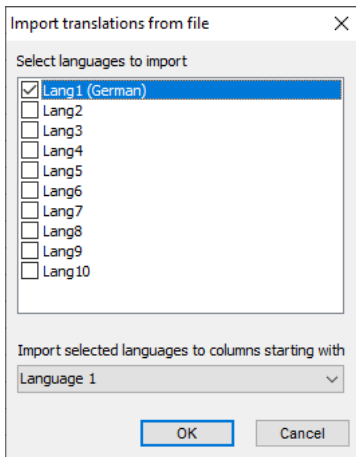 Import translations from file
Select languages to import
Lang1 (German)
Lang2
Lang3
Lang4
Lang5
Lang6
Lang7
Lang8
Lang9
Lang10
Import selected languages to columns starting with
Language 1
OK Cancel